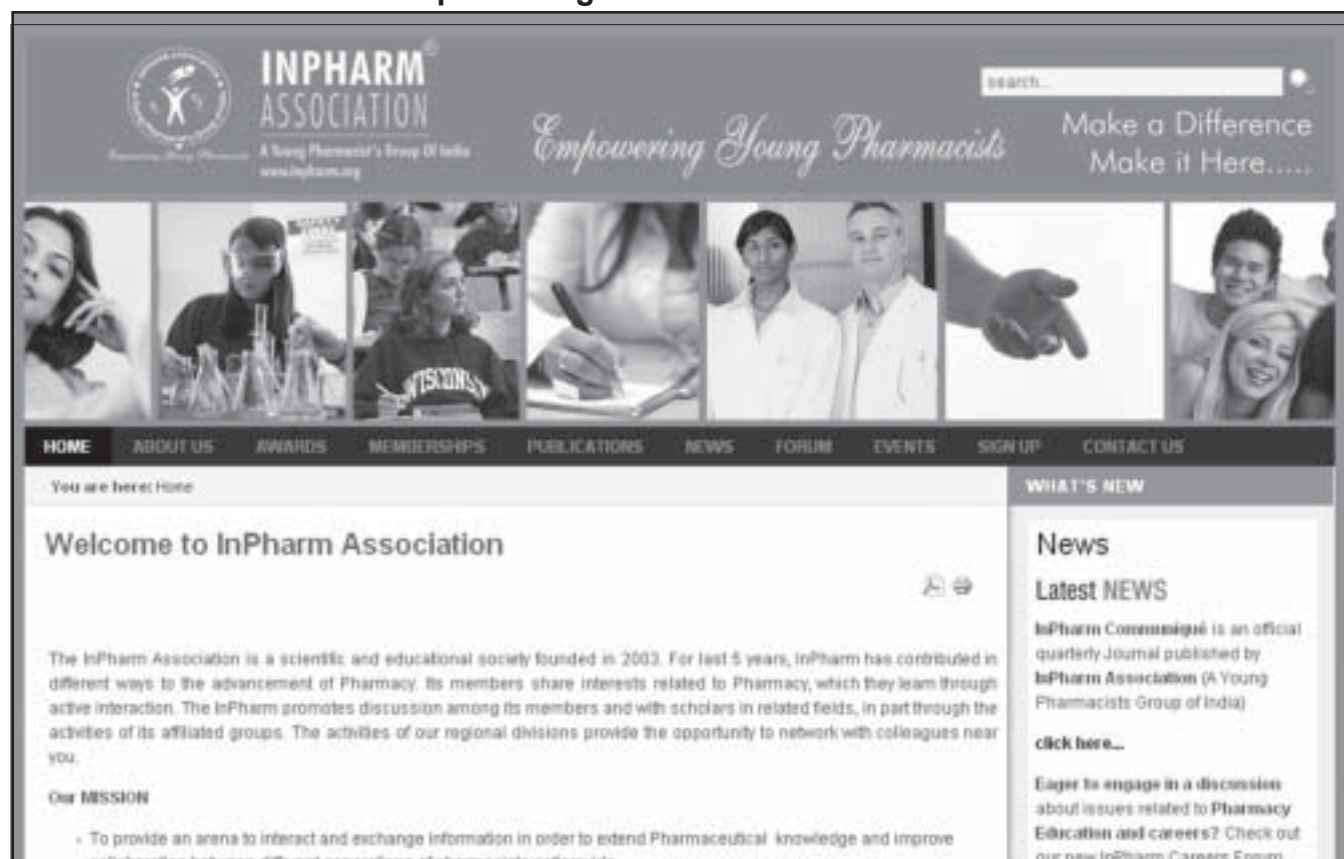 INPHARM
ASSOCIATION
A Young Pharmacist's Group Of India
www.inpharm.org
Empowering Young Pharmacists
search...
Make a Difference
Make it Here.....
WISCONSIN
HOME ABOUT US AWARDS MEMBERSHIPS PUBLICATIONS NEWS FORUM EVENTS SIGN UP CONTACT US
You are here: Home
Welcome to InPharm Association
The InPharm Association is a scientific and educational society founded in 2003. For last 5 years, InPharm has contributed in
different ways to the advancement of Pharmacy. Its members share interests related to Pharmacy, which they learn through
active interaction. The InPharm promotes discussion among its members and with scholars in related fields, in part through the
activities of its affiliated groups. The activities of our regional divisions provide the opportunity to network with colleagues near
you.
Our MISSION
To provide an arena to interact and exchange information in order to extend Pharmaceutical knowledge and improve
WHAT'S NEW
News
Latest NEWS
InPharm Communiqué is an official
quarterly Journal published by
InPharm Association (A Young
Pharmacists Group of India)
click here...
Eager to engage in a discussion
about issues related to Pharmacy
Education and careers? Check out
our new InPharm Careers Forum